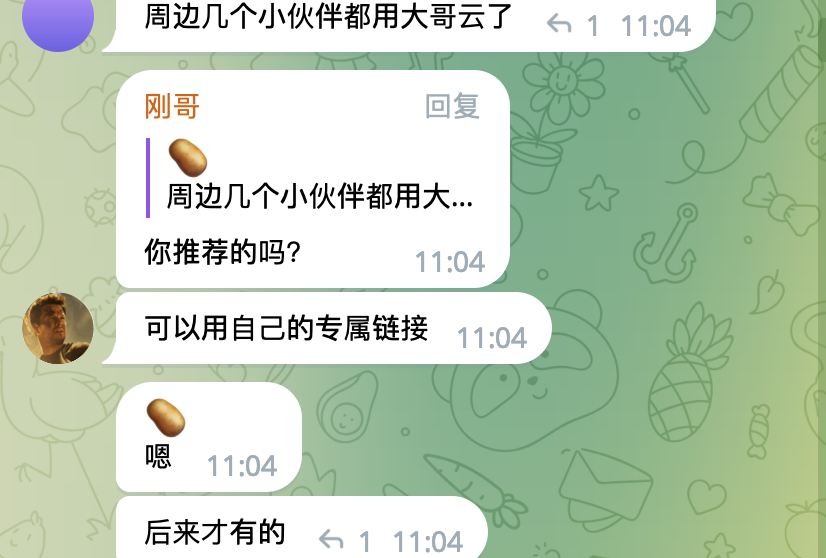 周边几个小伙伴都用大哥云了 1 11:04
刚哥 回复
🥔
周边几个小伙伴都用大...
你推荐的吗? 11:04
可以用自己的专属链接 11:04
🥔
嗯 11:04
后来才有的 1 11:04